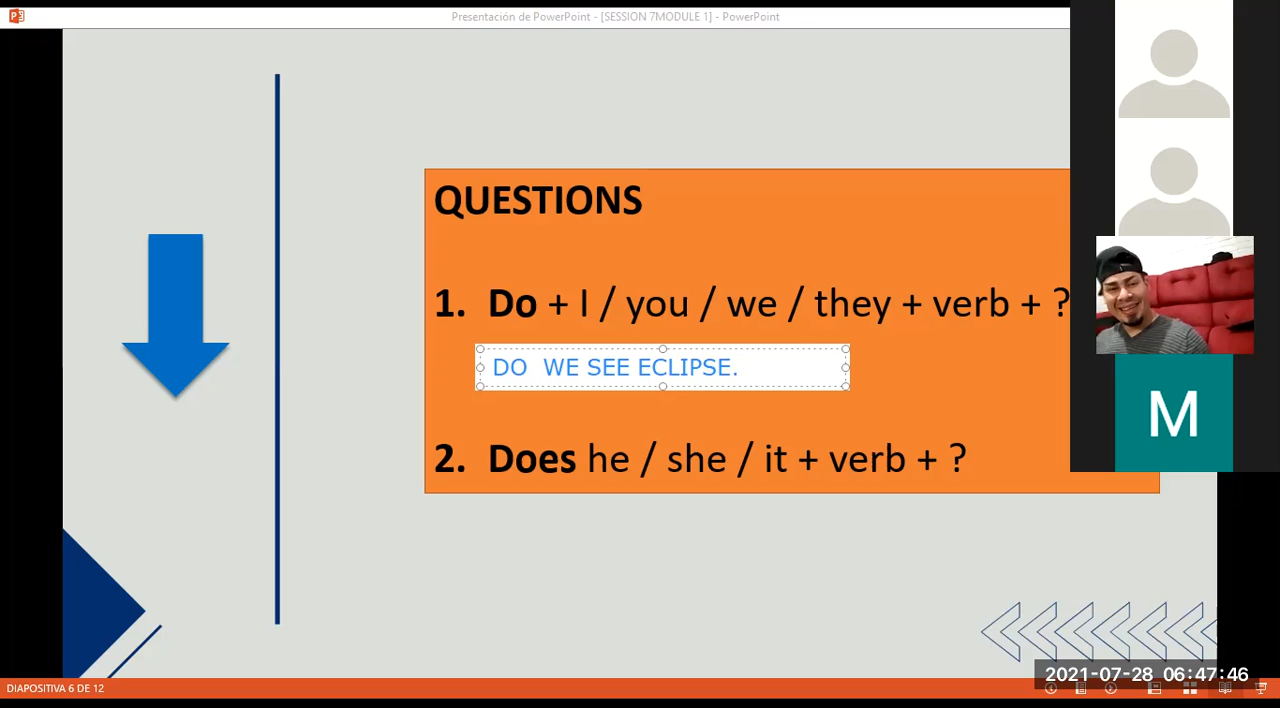 Presentación de PowerPoint - [SESSION 7MODULE 1] - PowerPoint
QUESTIONS
1. Do + I / you / we / they + verb + ?
DO WE SEE ECLIPSE.
2. Does he / she / it + verb + ?
M
2021-07-28 06:47:46
DIAPOSITIVA 6 DE 12